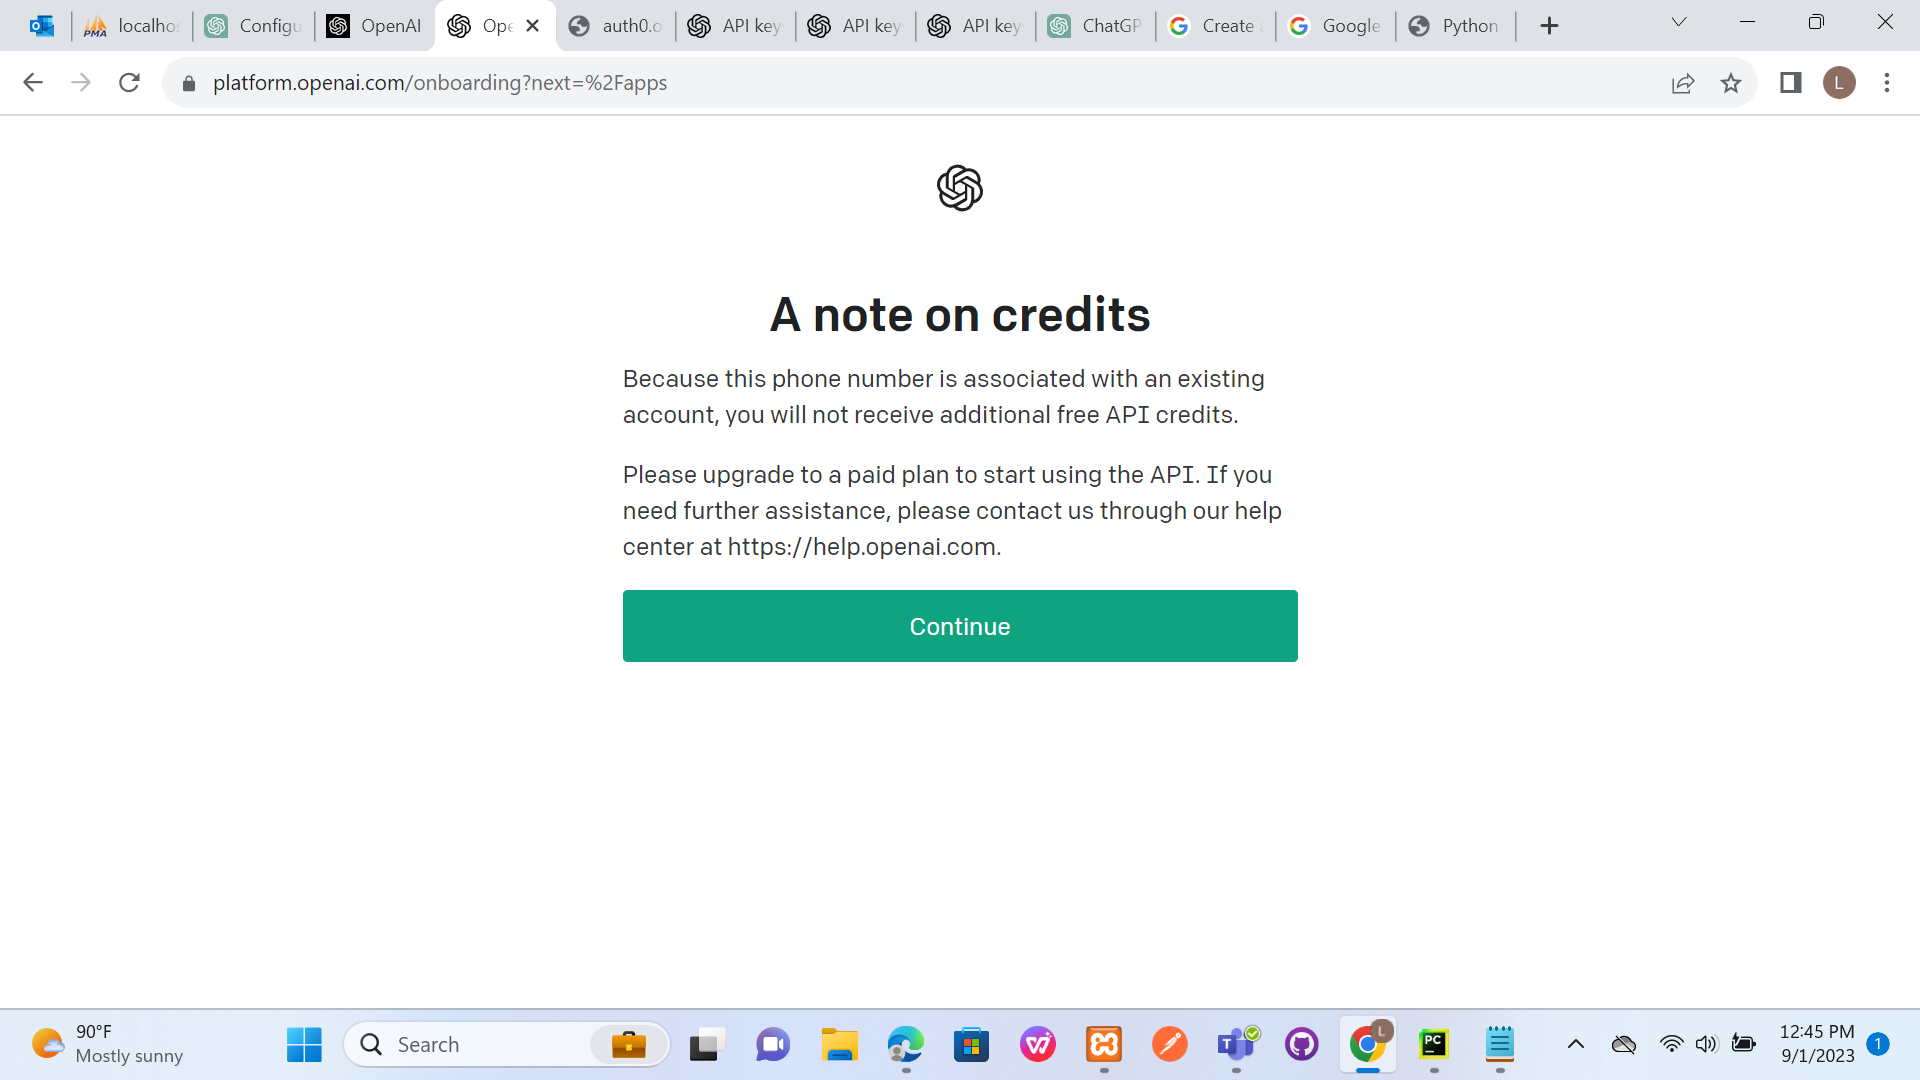 localhos
Configu
OpenAI
Ope
auth0.o
API key
API key
API key
ChatGP
Create a
Google
Python
platform.openai.com/onboarding?next=%2Fapps
L
A note on credits
Because this phone number is associated with an existing
account, you will not receive additional free API credits.
Please upgrade to a paid plan to start using the API. If you
need further assistance, please contact us through our help
center at https://help.openai.com.
Continue
90°F
Mostly sunny
Search
12:45 PM
9/1/2023
1